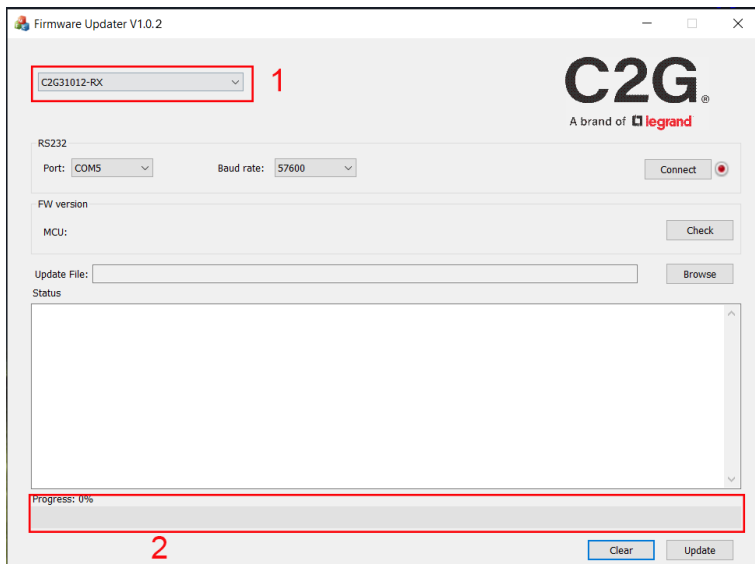 Firmware Updater V1.0.2
C2G31012-RX
1
C2G®
A brand of legrand
RS232
Port: COM5 Baud rate: 57600 Connect
FW version
MCU: Check
Update File: Browse
Status
Progress: 0%
2
Clear Update